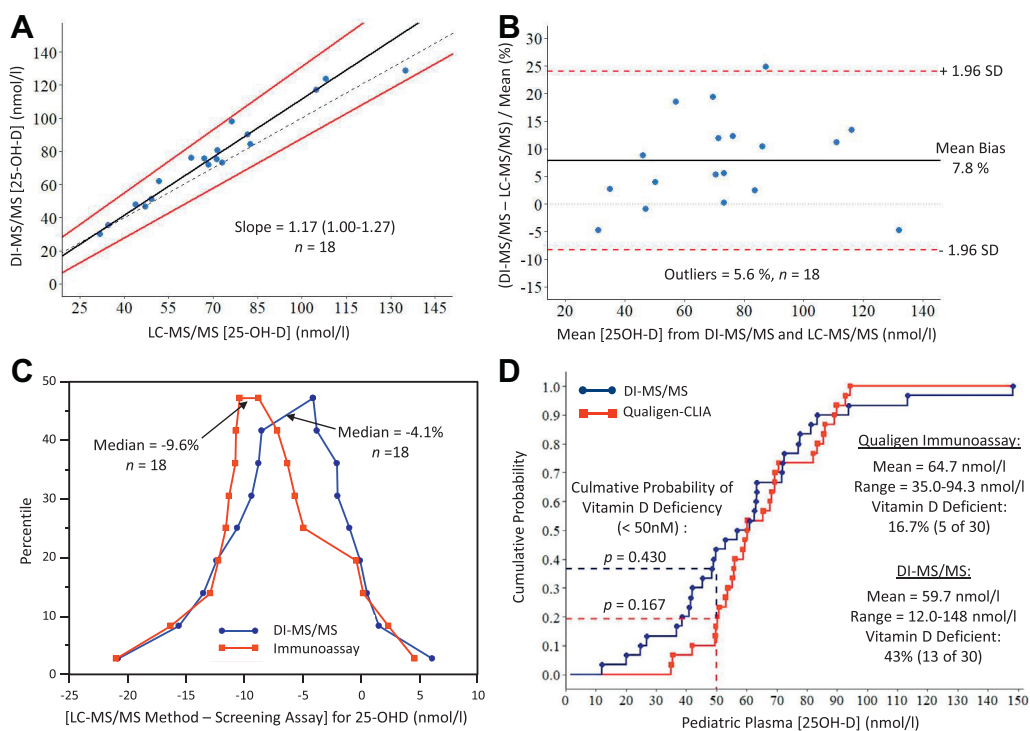 A
DI-MS/MS [25-OH-D] (nmol/l)
140
120
100
80
60
40
20
0
Slope = 1.17 (1.00-1.27)
n = 18
25 40 55 70 85 100 115 130 145
LC-MS/MS [25-OH-D] (nmol/l)
B
(DI-MS/MS – LC-MS/MS) / Mean (%)
30
25
20
15
10
5
0
-5
-10
-15
+ 1.96 SD
Mean Bias
7.8 %
- 1.96 SD
Outliers = 5.6 %, n = 18
20 40 60 80 100 120 140
Mean [25OH-D] from DI-MS/MS and LC-MS/MS (nmol/l)
C
Percentile
50
40
30
20
10
0
Median = -9.6%
n = 18
Median = -4.1%
n =18
DI-MS/MS
Immunoassay
-25 -20 -15 -10 -5 0 5 10
[LC-MS/MS Method – Screening Assay] for 25-OHD (nmol/l)
D
Cumulative Probability
1.0
0.9
0.8
0.7
0.6
0.5
0.4
0.3
0.2
0.1
0.0
DI-MS/MS
Qualigen-CLIA
Culmative Probability of
Vitamin D Deficiency
(< 50nM) :
p = 0.430
p = 0.167
Qualigen Immunoassay:
Mean = 64.7 nmol/l
Range = 35.0-94.3 nmol/l
Vitamin D Deficient:
16.7% (5 of 30)
DI-MS/MS:
Mean = 59.7 nmol/l
Range = 12.0-148 nmol/l
Vitamin D Deficient:
43% (13 of 30)
0 10 20 30 40 50 60 70 80 90 100 110 120 130 140 150
Pediatric Plasma [25OH-D] (nmol/l)